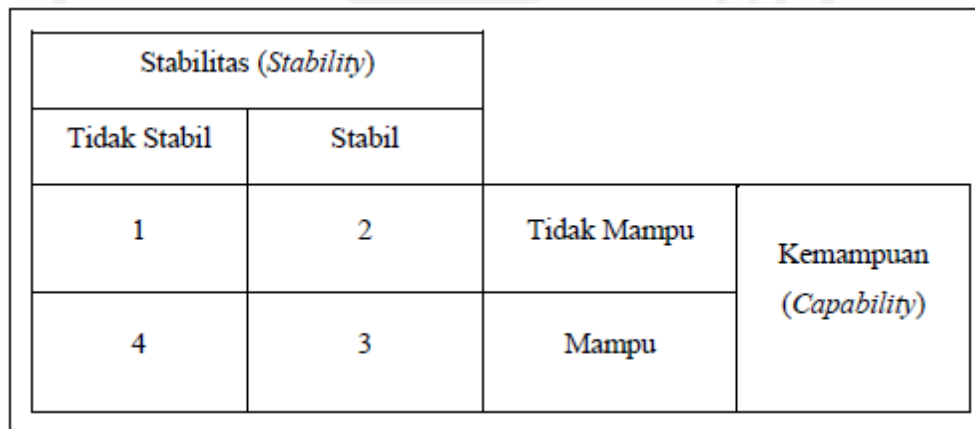 Stabilitas (Stability)
Tidak Stabil Stabil
1 2 Tidak Mampu
Kemampuan
(Capability)
4 3 Mampu